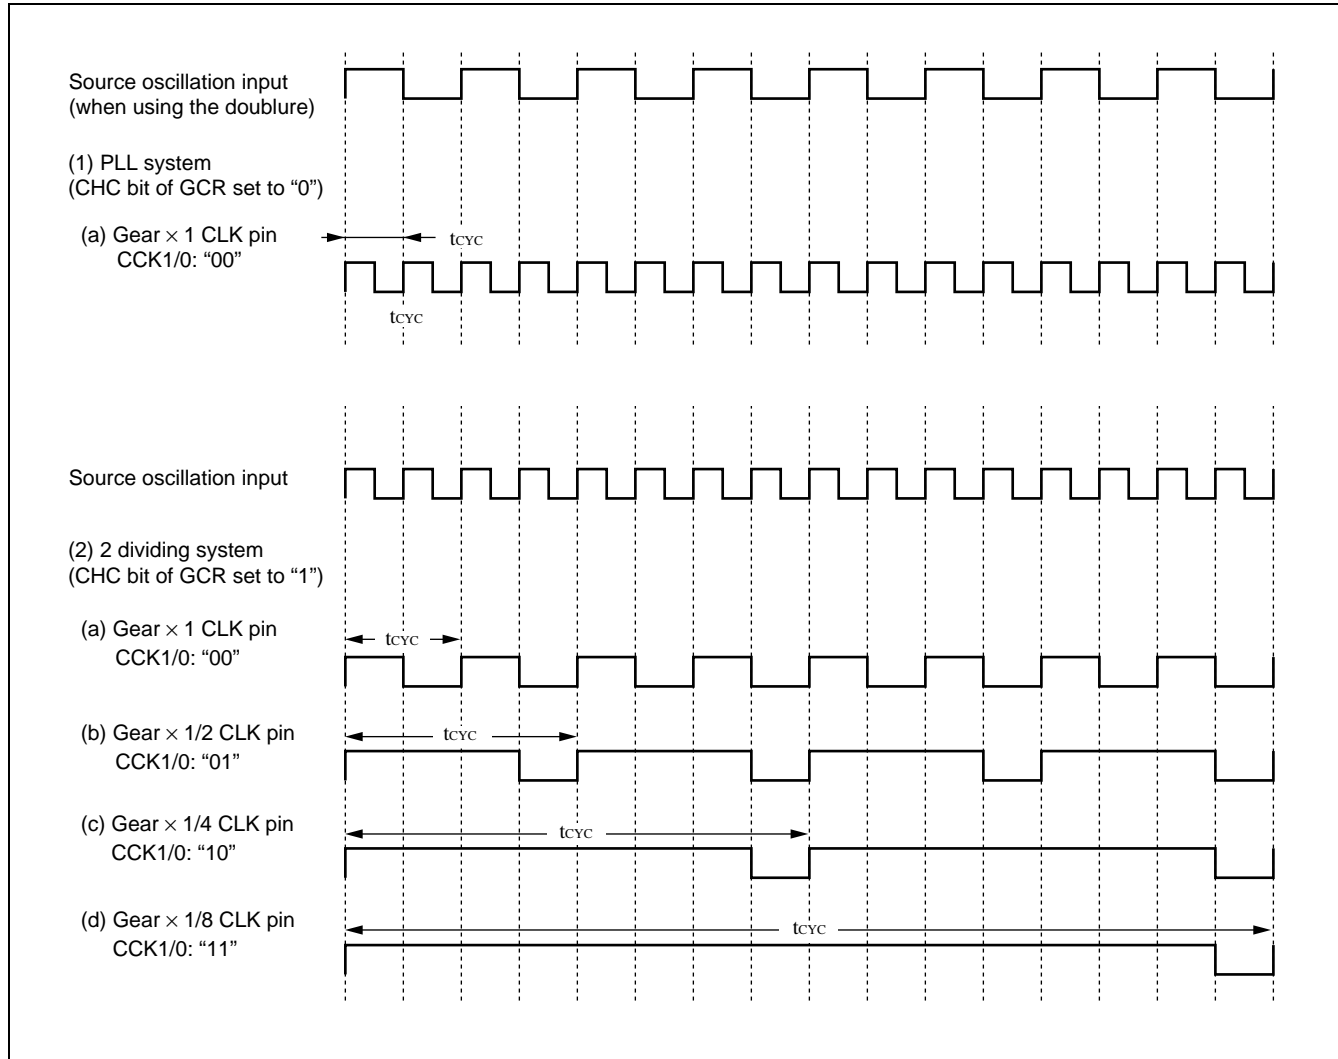 Source oscillation input
(when using the doublure)
(1) PLL system
(CHC bit of GCR set to “0”)
(a) Gear × 1 CLK pin
CCK1/0: “00”
tCYC
tCYC
Source oscillation input
(2) 2 dividing system
(CHC bit of GCR set to “1”)
(a) Gear × 1 CLK pin
CCK1/0: “00”
tCYC
(b) Gear × 1/2 CLK pin
CCK1/0: “01”
tCYC
(c) Gear × 1/4 CLK pin
CCK1/0: “10”
tCYC
(d) Gear × 1/8 CLK pin
CCK1/0: “11”
tCYC